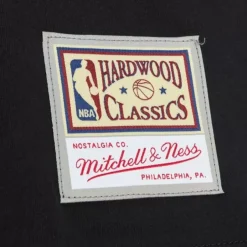 HARDWOOD
CLASSICS
NBA
NOSTALGIA CO.
Mitchell & Ness
PHILADELPHIA, PA.